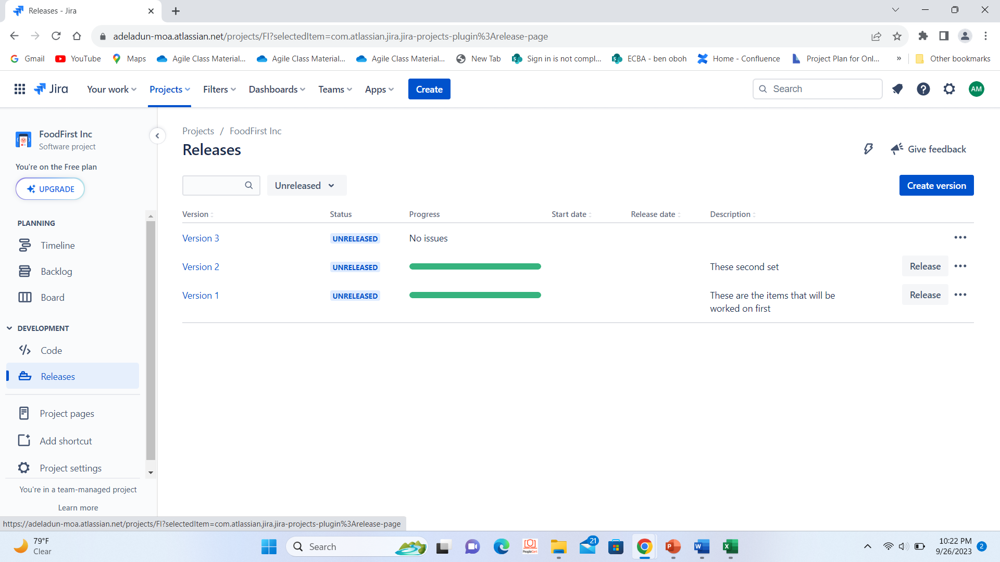 Releases - Jira
adeladun-moa.atlassian.net/projects/FI?selectedItem=com.atlassian.jira.jira-projects-plugin%3Arelease-page
Gmail
YouTube
Maps
Agile Class Material...
Agile Class Material...
Agile Class Material...
New Tab
Sign in is not compl...
ECBA - ben oboh
Home - Confluence
Project Plan for Onl...
»
Other bookmarks
Jira
Your work
Projects
Filters
Dashboards
Teams
Apps
Create
Search
AM
FoodFirst Inc
Software project
You're on the Free plan
UPGRADE
PLANNING
Timeline
Backlog
Board
DEVELOPMENT
Code
Releases
Project pages
Add shortcut
Project settings
You're in a team-managed project
Learn more
Projects / FoodFirst Inc
Releases
Give feedback
Unreleased
Create version
Version Status Progress Start date Release date Description
Version 3 UNRELEASED No issues
Version 2 UNRELEASED These second set Release
Version 1 UNRELEASED These are the items that will be Release
worked on first
https://adeladun-moa.atlassian.net/projects/FI?selectedItem=com.atlassian.jira.jira-projects-plugin%3Arelease-page
79°F
Clear
Search
PeopleCert
21
P
W
X
10:22 PM
9/26/2023
2